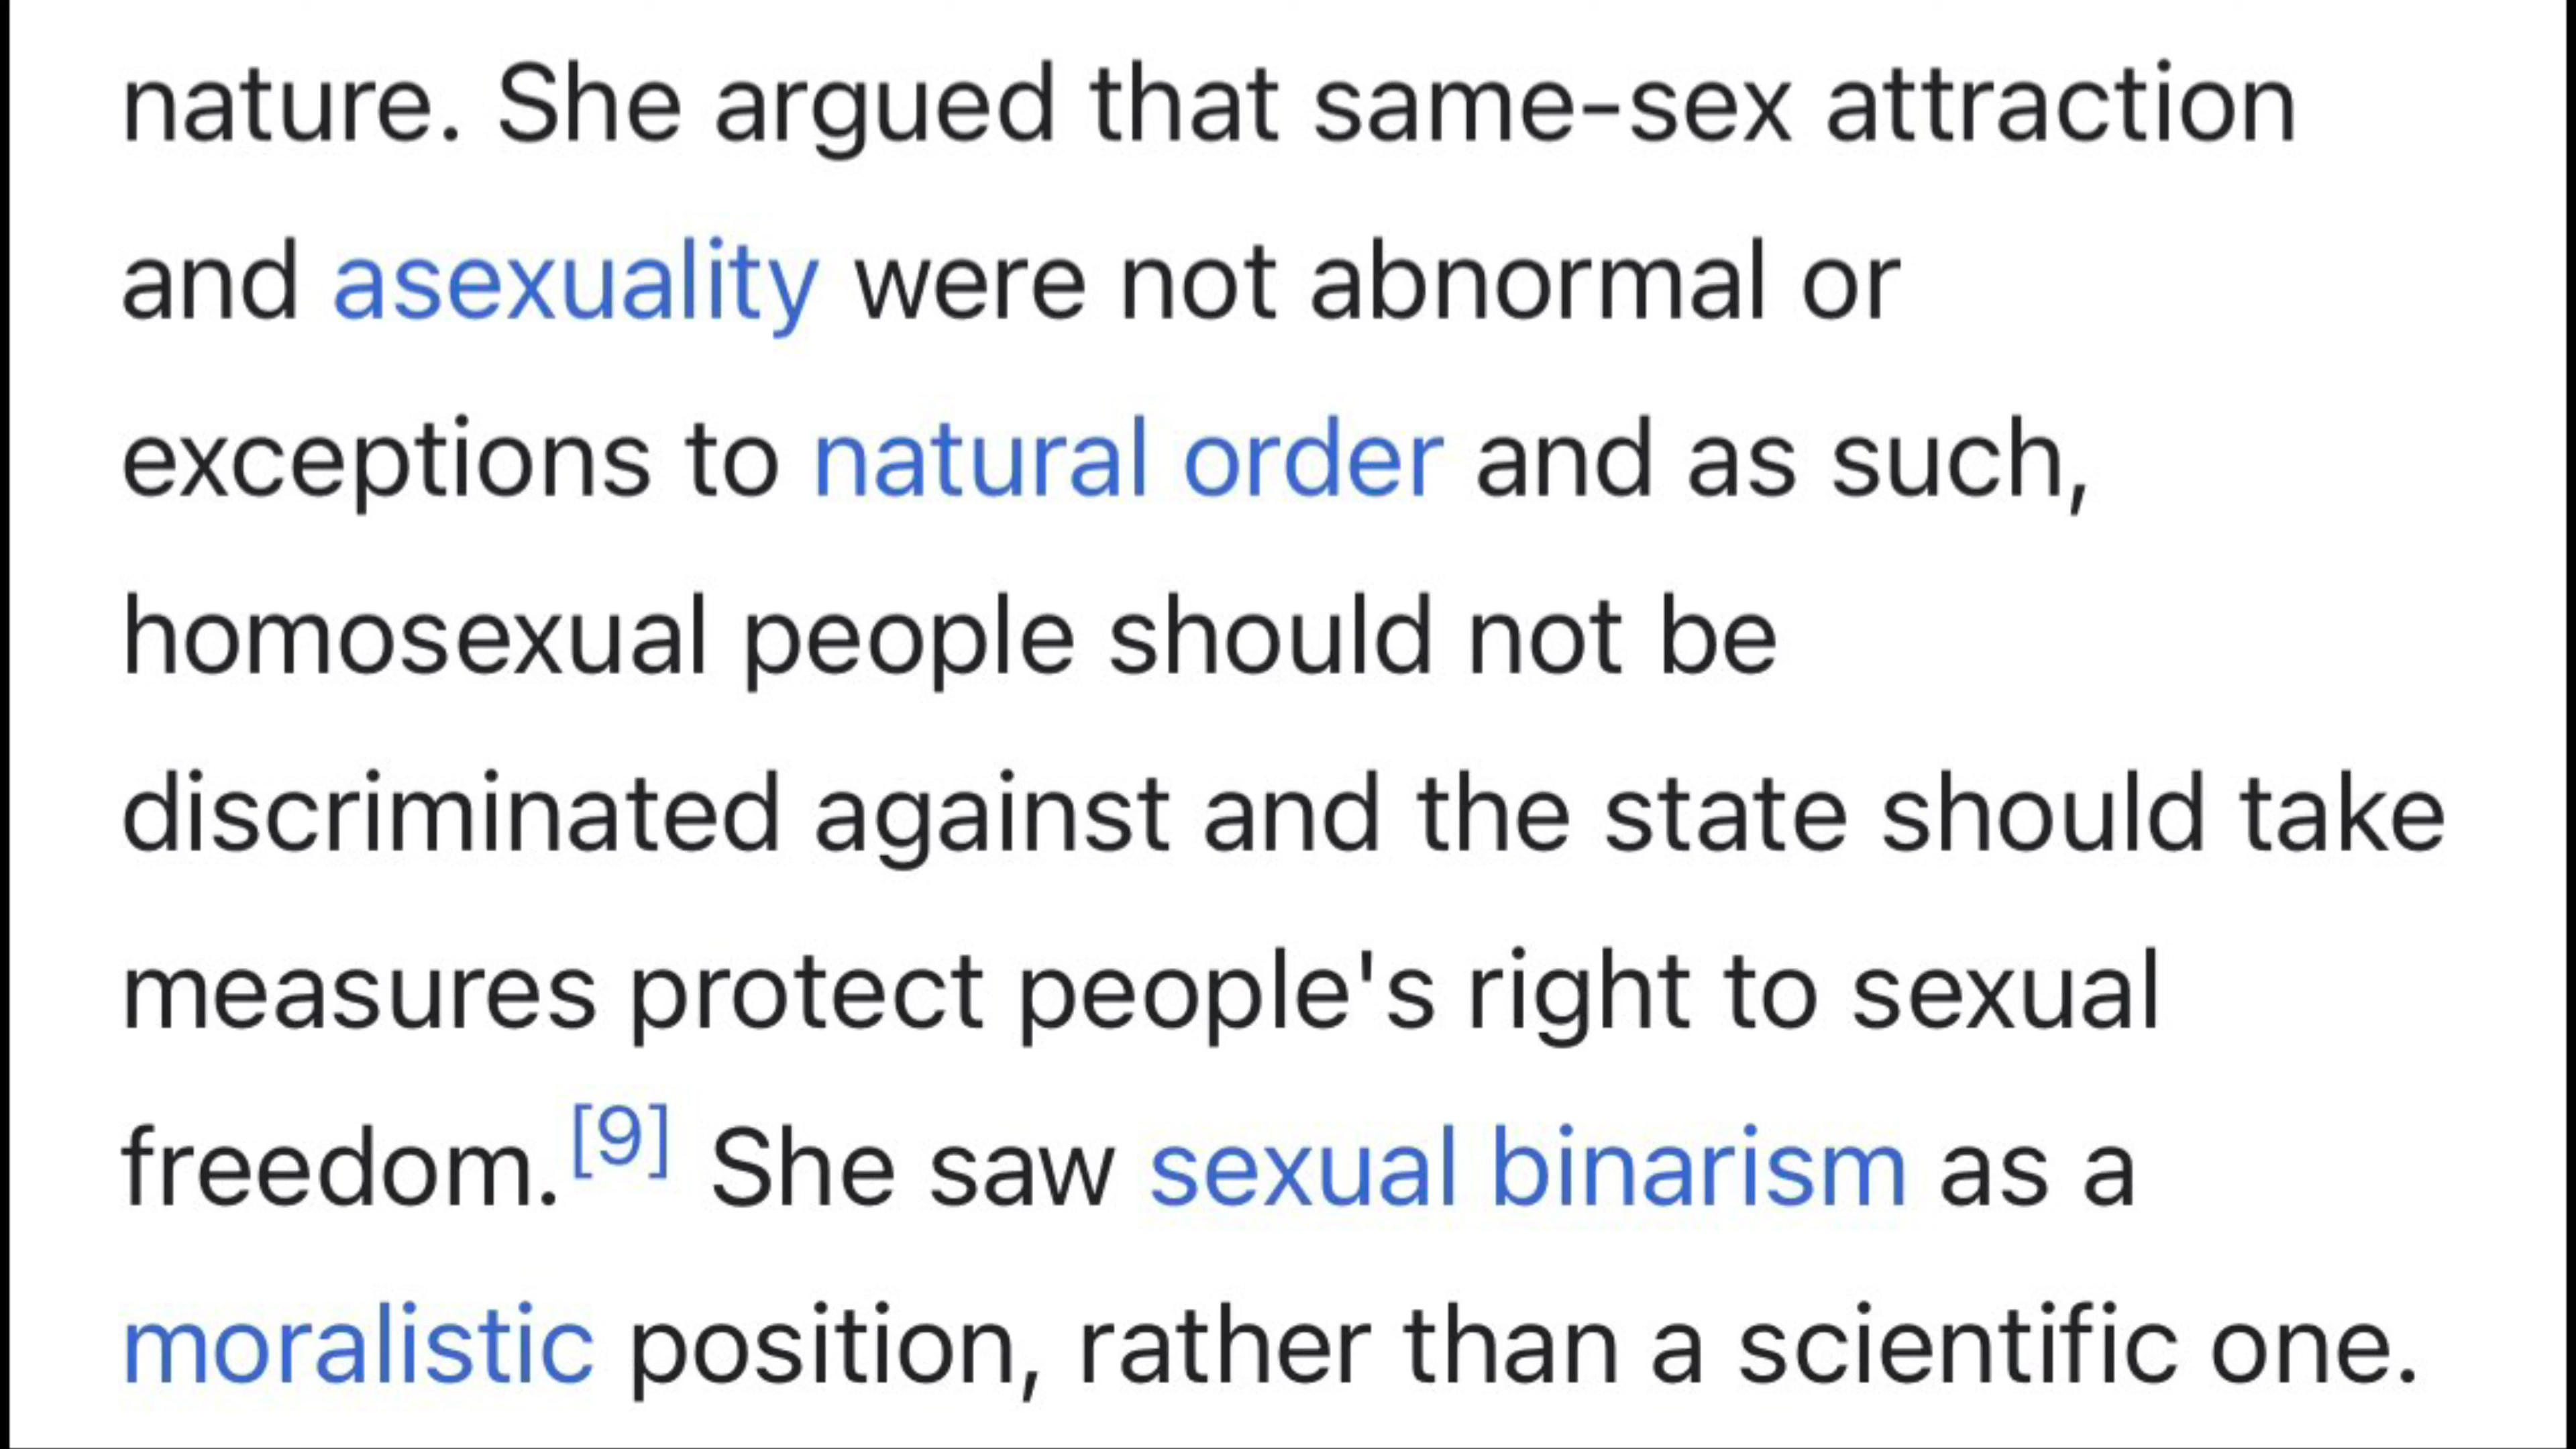 nature. She argued that same-sex attraction
and asexuality were not abnormal or
exceptions to natural order and as such,
homosexual people should not be
discriminated against and the state should take
measures protect people's right to sexual
freedom.[9] She saw sexual binarism as a
moralistic position, rather than a scientific one.